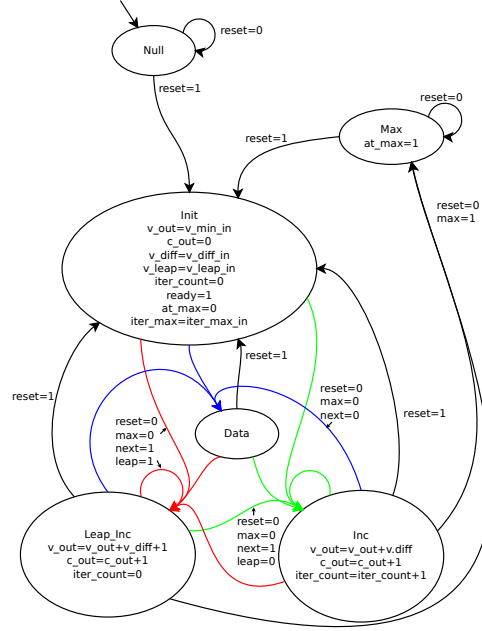 reset=0
Null
reset=1
reset=0
Max
at_max=1
reset=1
reset=0
max=1
Init
v_out=v_min_in
c_out=0
v_diff=v_diff_in
v_leap=v_leap_in
iter_count=0
ready=1
at_max=0
iter_max=iter_max_in
reset=1
reset=1
reset=0
max=0
next=0
reset=1
reset=0
max=0
next=1
leap=1
Data
reset=0
max=0
next=1
leap=0
Leap_Inc
v_out=v_out+v_diff+1
c_out=c_out+1
iter_count=0
Inc
v_out=v_out+v.diff
c_out=c_out+1
iter_count=iter_count+1